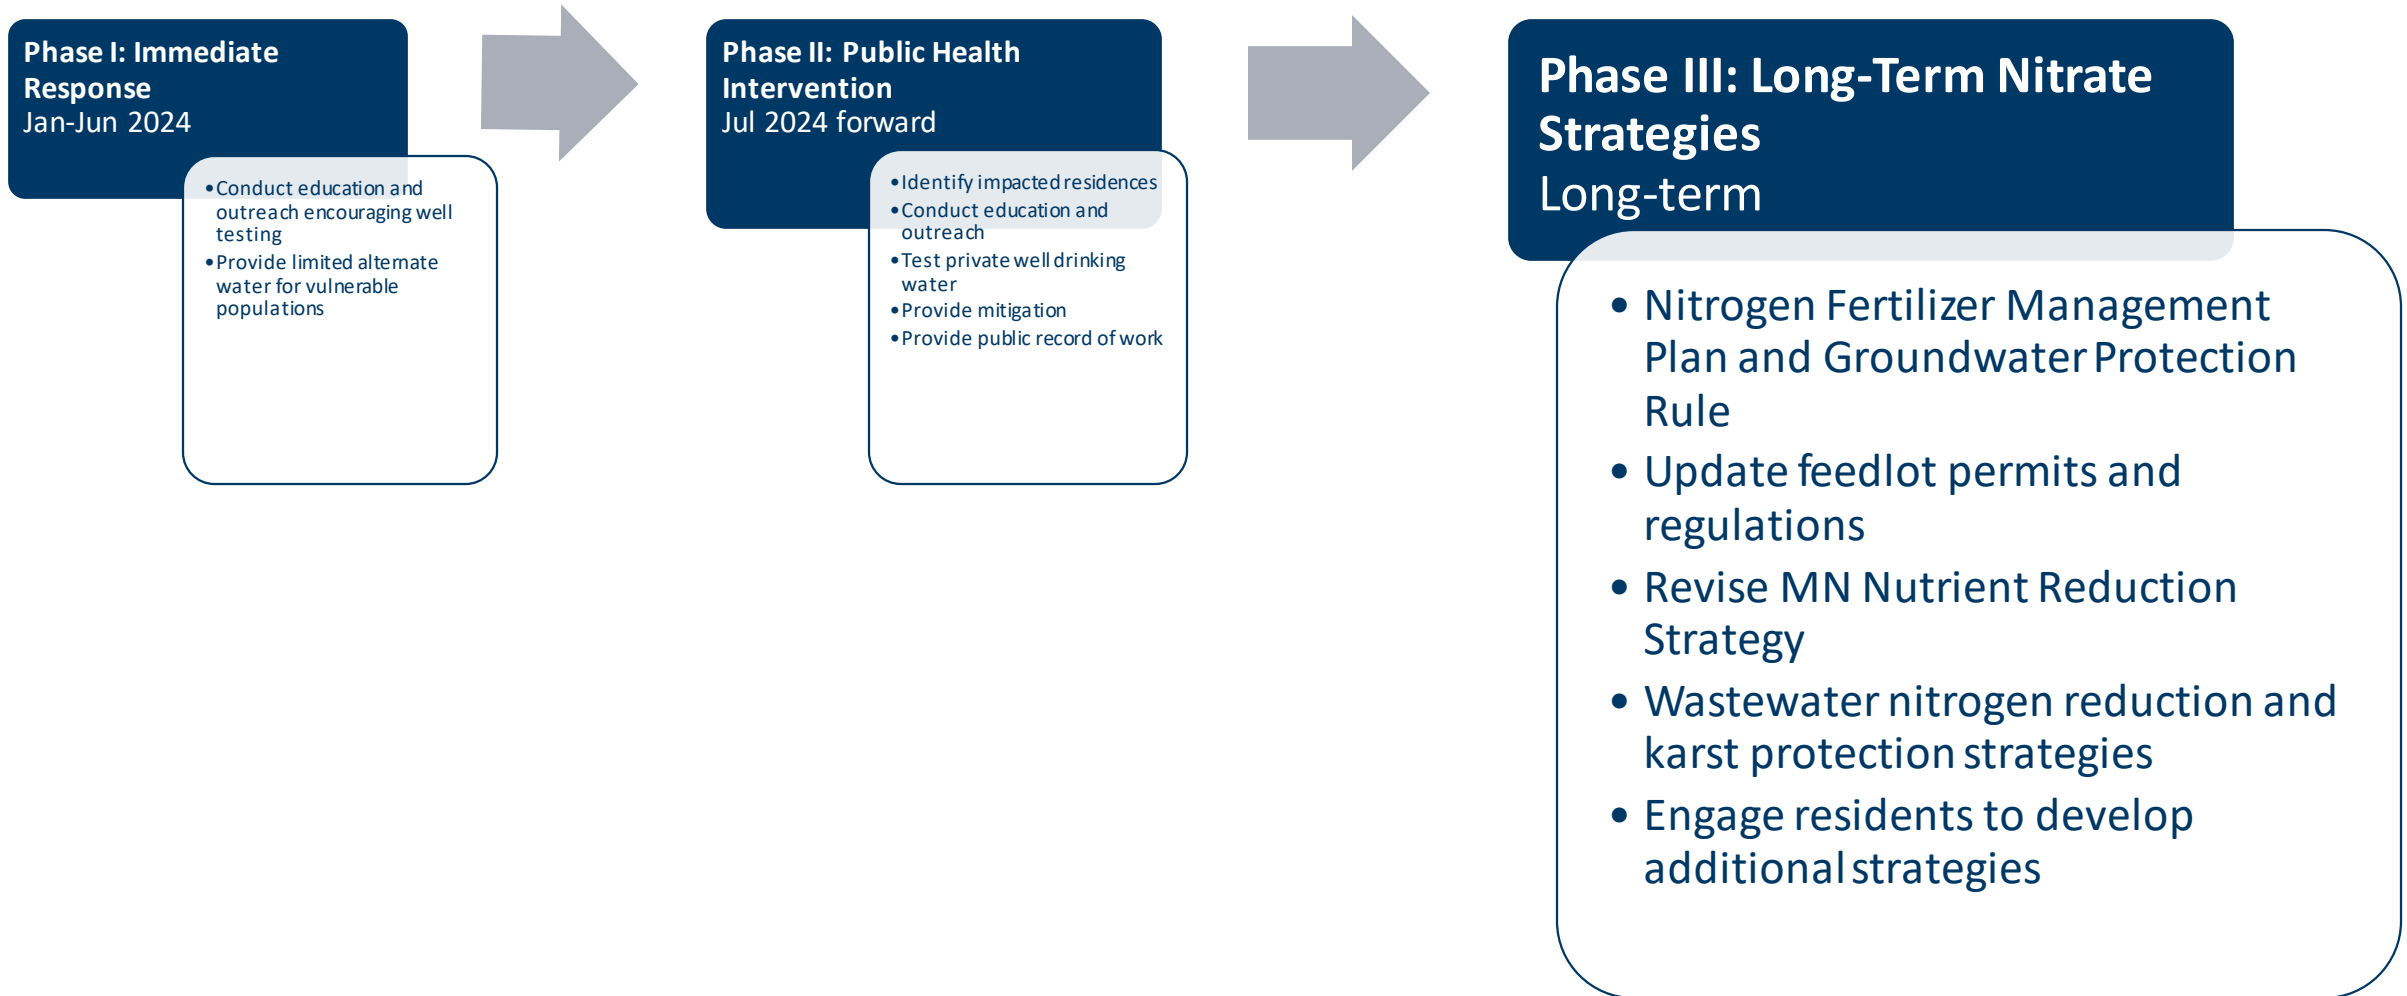 Phase I: Immediate
Response
Jan-Jun 2024
•Conduct education and
outreach encouraging well
testing
•Provide limited alternate
water for vulnerable
populations
Phase II: Public Health
Intervention
Jul 2024 forward
•Identify impacted residences
•Conduct education and
outreach
•Test private well drinking
water
•Provide mitigation
•Provide public record of work
Phase III: Long-Term Nitrate
Strategies
Long-term
• Nitrogen Fertilizer Management
Plan and Groundwater Protection
Rule
• Update feedlot permits and
regulations
• Revise MN Nutrient Reduction
Strategy
• Wastewater nitrogen reduction and
karst protection strategies
• Engage residents to develop
additional strategies